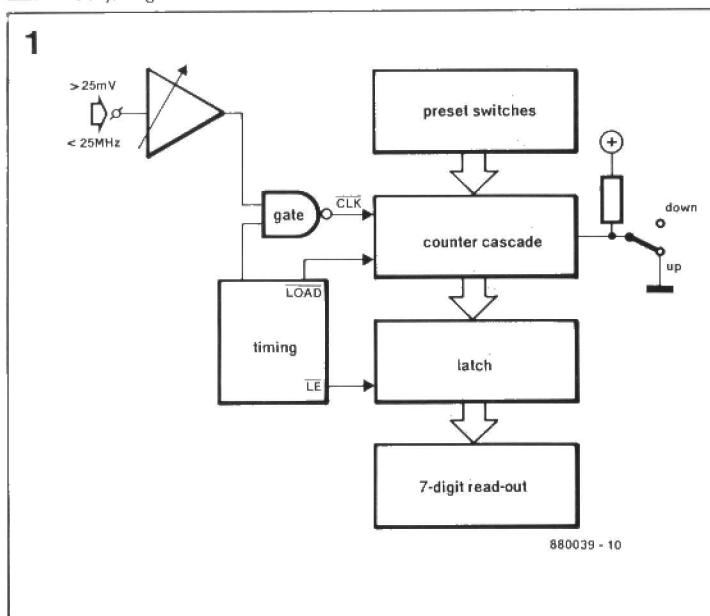 1
>25mV
<25MHz
preset switches
gate
CLK
counter cascade
down
up
LOAD
timing
LE
latch
7-digit read-out
880039 - 10